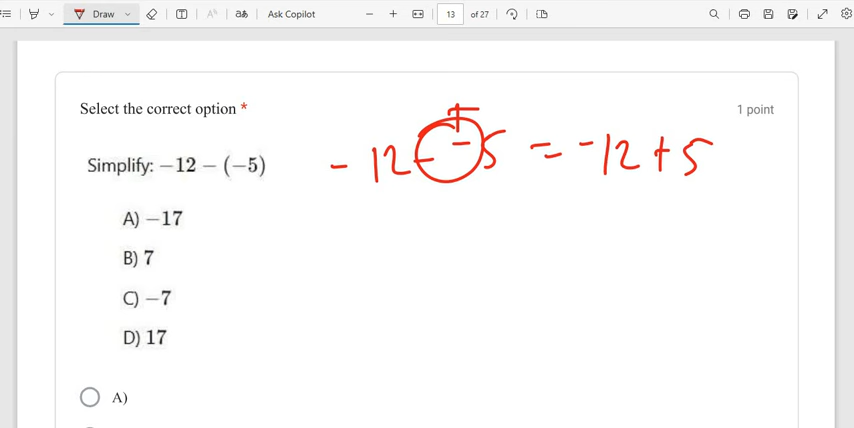 Draw
Ask Copilot
13 of 27
Select the correct option *
1 point
Simplify: −12 − (−5)
- 12 - - 5 = -12 + 5
+
A) −17
B) 7
C) −7
D) 17
A)